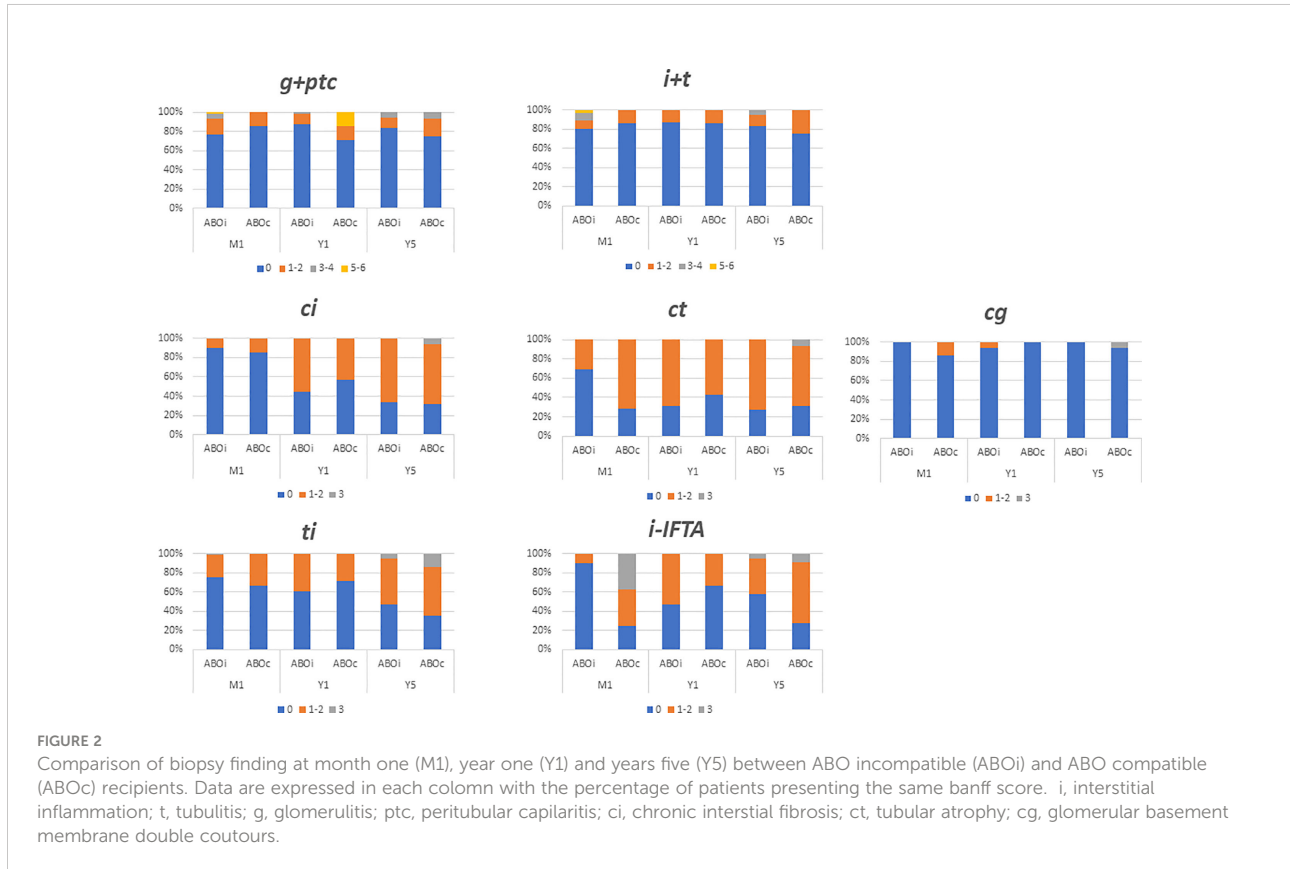 g+ptc
100%
80%
60%
40%
20%
0%
ABOi ABOc ABOi ABOc ABOi ABOc
M1 Y1 Y5
0 1-2 3-4 5-6
i+t
100%
80%
60%
40%
20%
0%
ABOi ABOc ABOi ABOc ABOi ABOc
M1 Y1 Y5
0 1-2 3-4 5-6
ci
100%
80%
60%
40%
20%
0%
ABOi ABOc ABOi ABOc ABOi ABOc
M1 Y1 Y5
0 1-2 3
ct
100%
80%
60%
40%
20%
0%
ABOi ABOc ABOi ABOc ABOi ABOc
M1 Y1 Y5
0 1-2 3
cg
100%
80%
60%
40%
20%
0%
ABOi ABOc ABOi ABOc ABOi ABOc
M1 Y1 Y5
0 1-2 3
ti
100%
80%
60%
40%
20%
0%
ABOi ABOc ABOi ABOc ABOi ABOc
M1 Y1 Y5
0 1-2 3
i-IFTA
100%
80%
60%
40%
20%
0%
ABOi ABOc ABOi ABOc ABOi ABOc
M1 Y1 Y5
0 1-2 3
FIGURE 2
Comparison of biopsy finding at month one (M1), year one (Y1) and years five (Y5) between ABO incompatible (ABOi) and ABO compatible
(ABOc) recipients. Data are expressed in each colomn with the percentage of patients presenting the same banff score. i, interstitial
inflammation; t, tubulitis; g, glomerulitis; ptc, peritubular capilaritis; ci, chronic interstial fibrosis; ct, tubular atrophy; cg, glomerular basement
membrane double coutours.